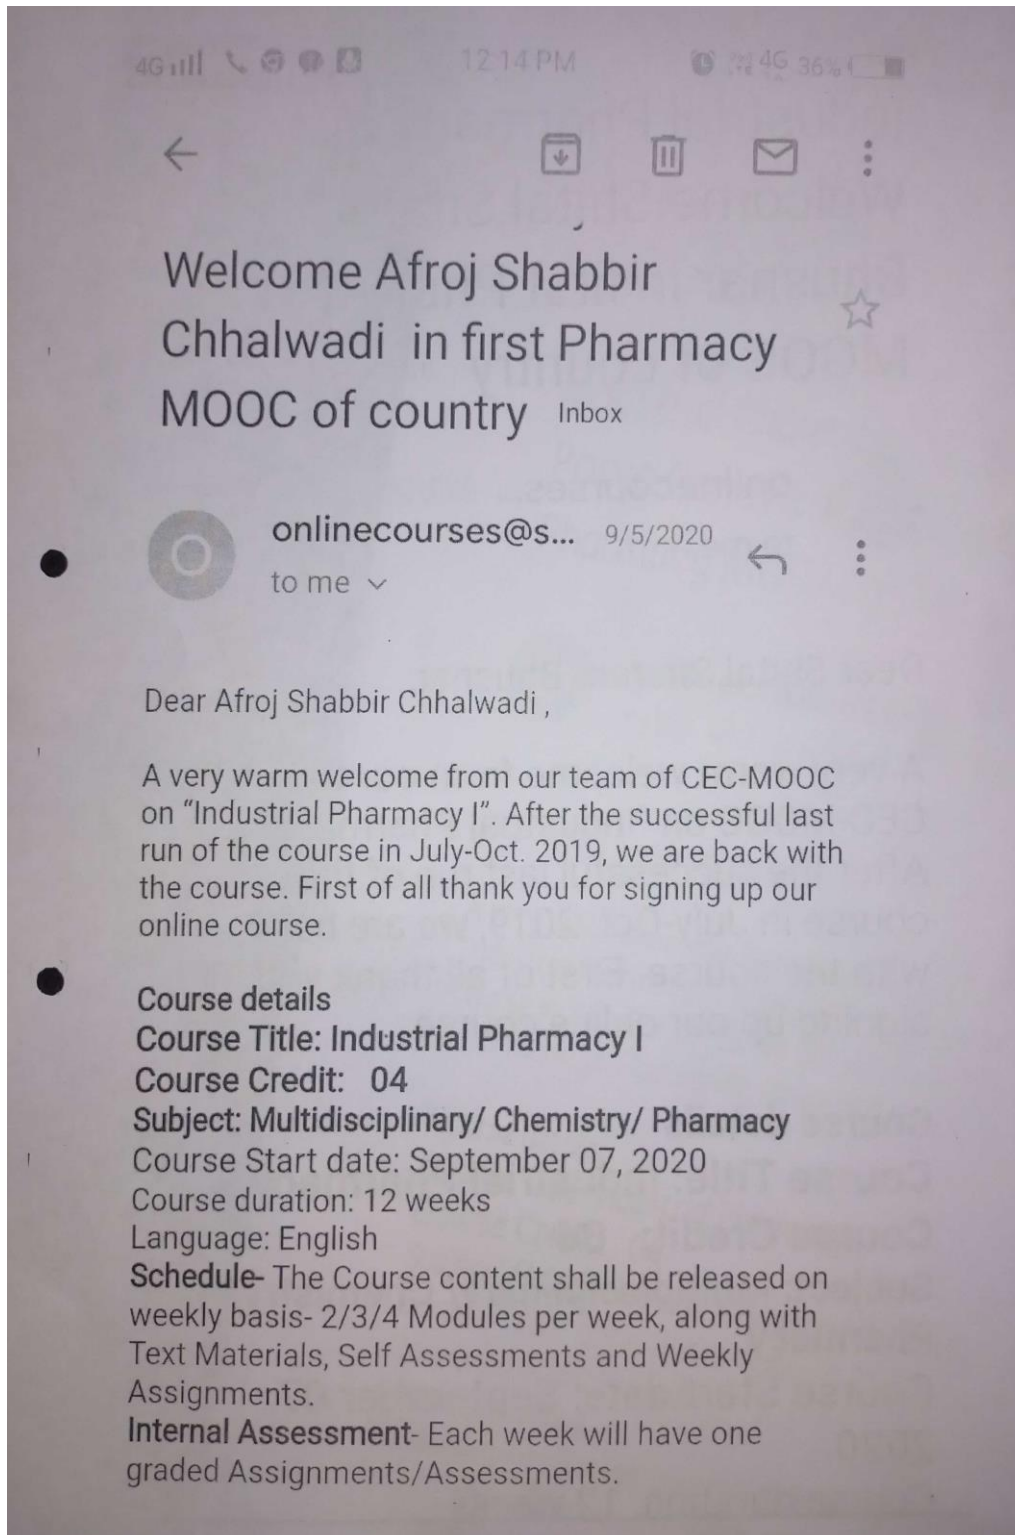 4G
12:14 PM
4G 36%
Welcome Afroj Shabbir
Chhalwadi in first Pharmacy
MOOC of country Inbox
O
onlinecourses@s... 9/5/2020
to me
Dear Afroj Shabbir Chhalwadi ,
A very warm welcome from our team of CEC-MOOC
on “Industrial Pharmacy I”. After the successful last
run of the course in July-Oct. 2019, we are back with
the course. First of all thank you for signing up our
online course.
Course details
Course Title: Industrial Pharmacy I
Course Credit: 04
Subject: Multidisciplinary/ Chemistry/ Pharmacy
Course Start date: September 07, 2020
Course duration: 12 weeks
Language: English
Schedule- The Course content shall be released on
weekly basis- 2/3/4 Modules per week, along with
Text Materials, Self Assessments and Weekly
Assignments.
Internal Assessment- Each week will have one
graded Assignments/Assessments.